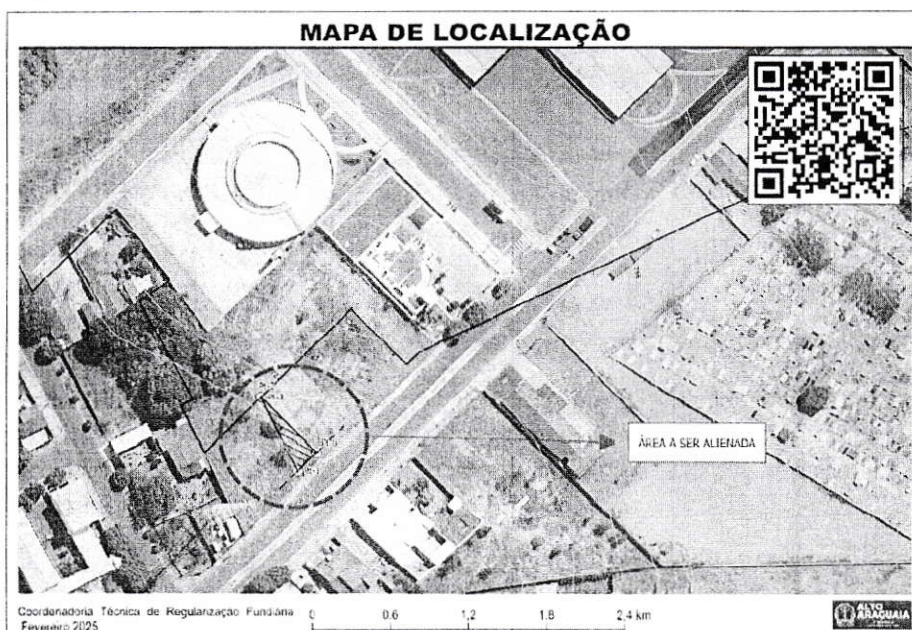 MAPA DE LOCALIZAÇÃO
ÁREA A SER ALIENADA
Coordenadoria Técnica de Regularização Fundiária
Fevereiro 2025
0 0.6 1,2 1.8 2,4 km
ALTO
ARAGUAIA